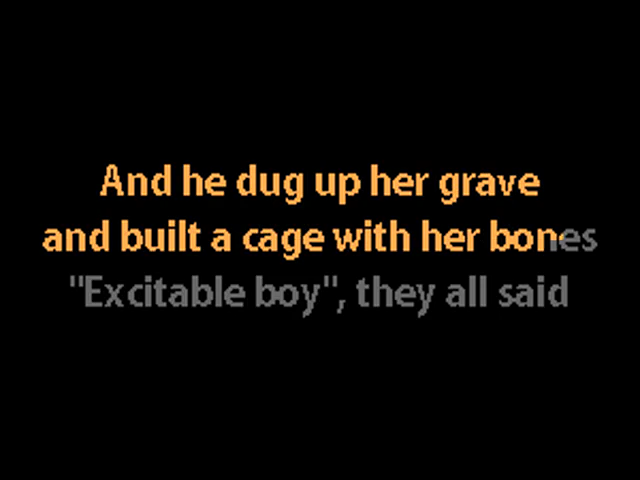 And he dug up her grave
and built a cage with her bones
"Excitable boy", they all said